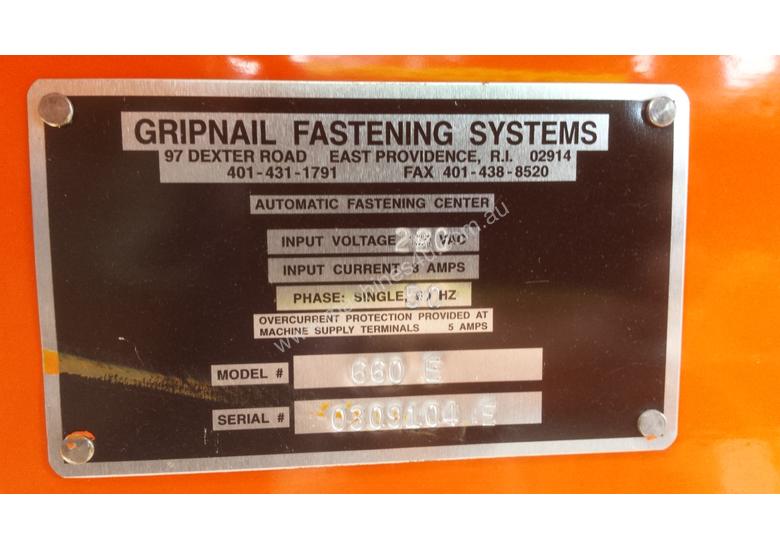 GRIPNAIL FASTENING SYSTEMS
97 DEXTER ROAD EAST PROVIDENCE, R.I. 02914
401-431-1791 FAX 401-438-8520
AUTOMATIC FASTENING CENTER
INPUT VOLTAGE VAC
INPUT CURRENT 3 AMPS
PHASE: SINGLE, HZ
OVERCURRENT PROTECTION PROVIDED AT
MACHINE SUPPLY TERMINALS 5 AMPS
MODEL # 660 E
SERIAL # 0309104 E